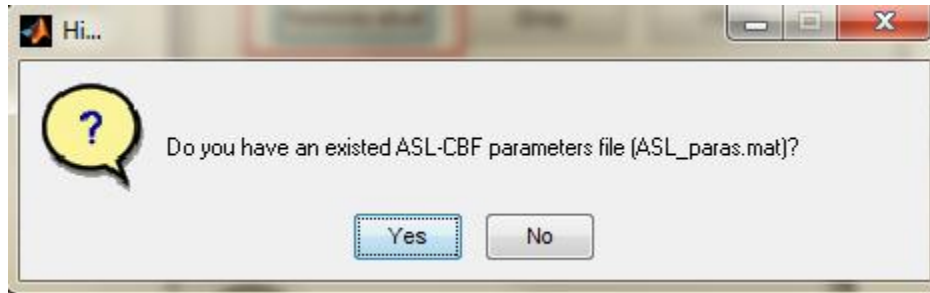 Hi...
?
Do you have an existed ASL-CBF parameters file (ASL_paras.mat)?
Yes No